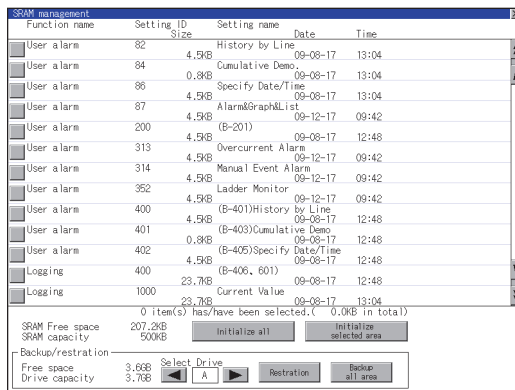 SRAM management
Function name Setting ID Setting name
Size Date Time
User alarm 82 History by Line
4.5KB 09-08-17 13:04
User alarm 84 Cumulative Demo.
0.8KB 09-08-17 13:04
User alarm 86 Specify Date/Time
4.5KB 09-08-17 13:04
User alarm 87 Alarm&Graph&List
4.5KB 09-12-17 09:42
User alarm 200 (B-201)
4.5KB 09-08-17 12:48
User alarm 313 Overcurrent Alarm
4.5KB 09-12-17 09:42
User alarm 314 Manual Event Alarm
4.5KB 09-12-17 09:42
User alarm 352 Ladder Monitor
4.5KB 09-12-17 09:42
User alarm 400 (B-401)History by Line
4.5KB 09-08-17 12:48
User alarm 401 (B-403)Cumulative Demo
0.8KB 09-08-17 12:48
User alarm 402 (B-405)Specify Date/Time
4.5KB 09-08-17 12:48
Logging 400 (B-406, 601)
23.7KB 09-08-17 12:48
Logging 1000 Current Value
23.7KB 09-08-17 13:04
0 item(s) has/have been selected.( 0.0KB in total)
SRAM Free space 207.2KB
SRAM capacity 500KB
Initialize all
Initialize
selected area
Backup/restration
Free space 3.6GB
Drive capacity 3.7GB
Select Drive
A
Restration
Backup
all area